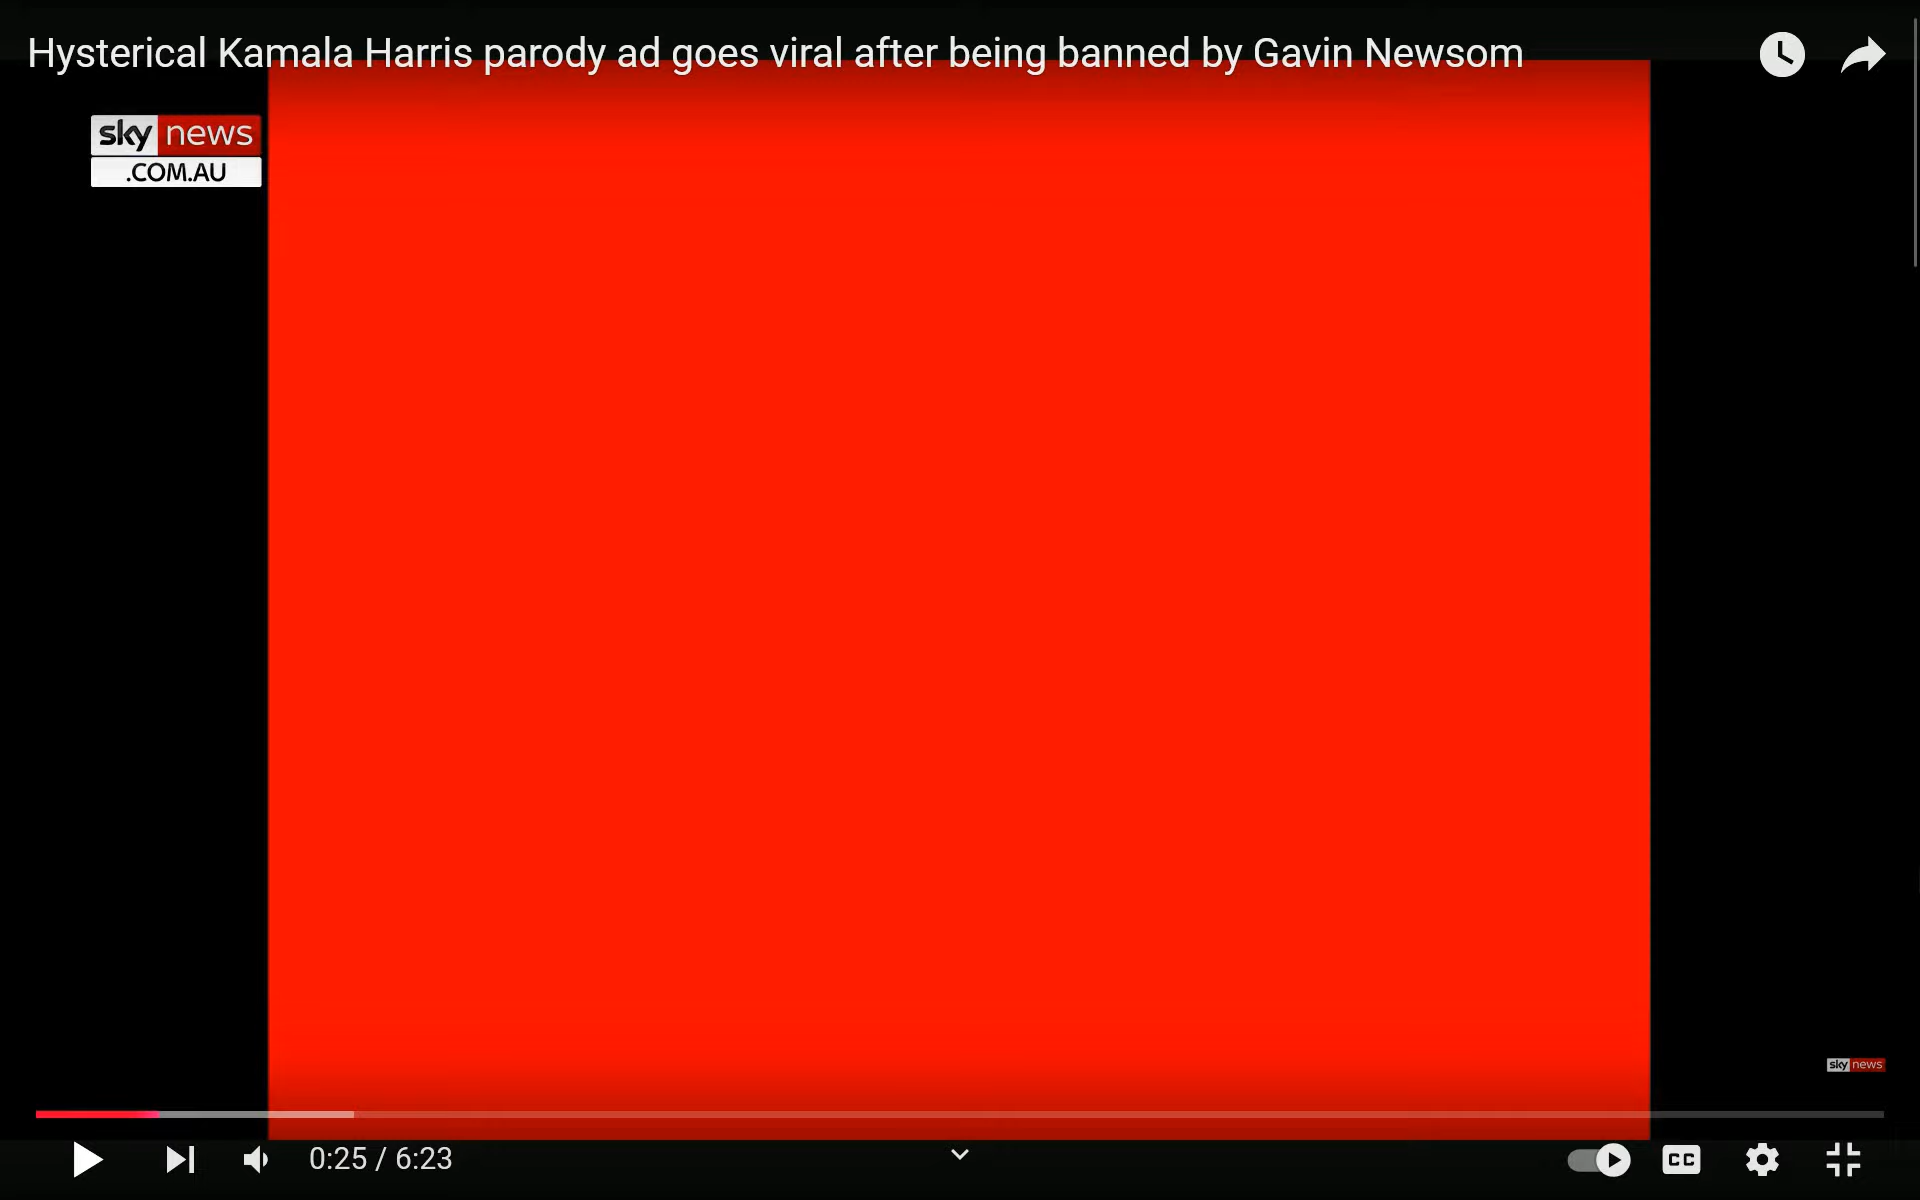 Hysterical Kamala Harris parody ad goes viral after being banned by Gavin Newsom
sky news
.COM.AU
sky news
0:25 / 6:23
CC